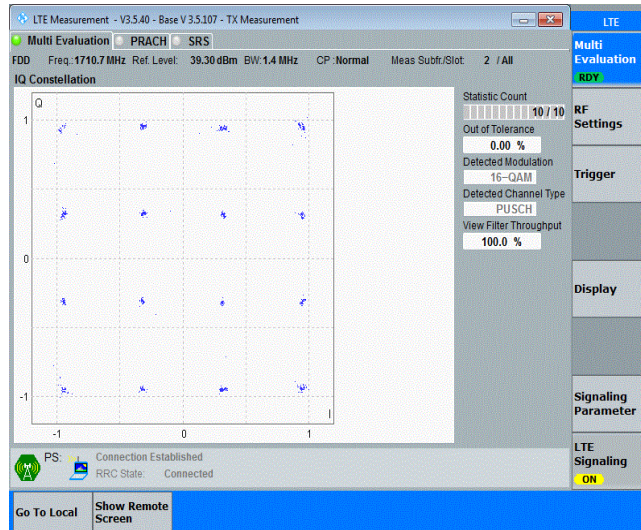 LTE Measurement - V3.5.40 - Base V 3.5.107 - TX Measurement
LTE
Multi Evaluation PRACH SRS
Multi
Evaluation
RDY
FDD Freq.:1710.7 MHz Ref. Level: 39.30 dBm BW:1.4 MHz CP :Normal Meas Subfr./Slot: 2 / All
IQ Constellation
Q
1
0
-1
-1 0 1
I
Statistic Count
10 / 10
Out of Tolerance
0.00 %
Detected Modulation
16-QAM
Detected Channel Type
PUSCH
View Filter Throughput
100.0 %
RF
Settings
Trigger
Display
Signaling
Parameter
LTE
Signaling
ON
PS: Connection Established
RRC State: Connected
Go To Local
Show Remote
Screen